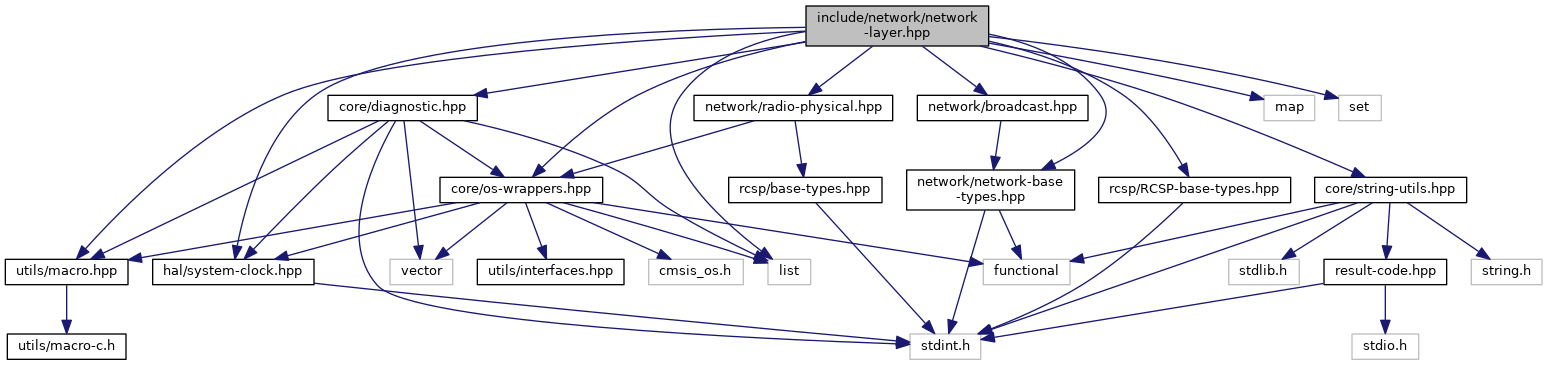 include/network/network
-layer.hpp
core/diagnostic.hpp
network/radio-physical.hpp
network/broadcast.hpp
map
set
core/os-wrappers.hpp
rcsp/base-types.hpp
network/network-base
-types.hpp
rcsp/RCSP-base-types.hpp
core/string-utils.hpp
utils/macro.hpp
hal/system-clock.hpp
vector
utils/interfaces.hpp
cmsis_os.h
list
functional
stdlib.h
result-code.hpp
string.h
utils/macro-c.h
stdint.h
stdio.h